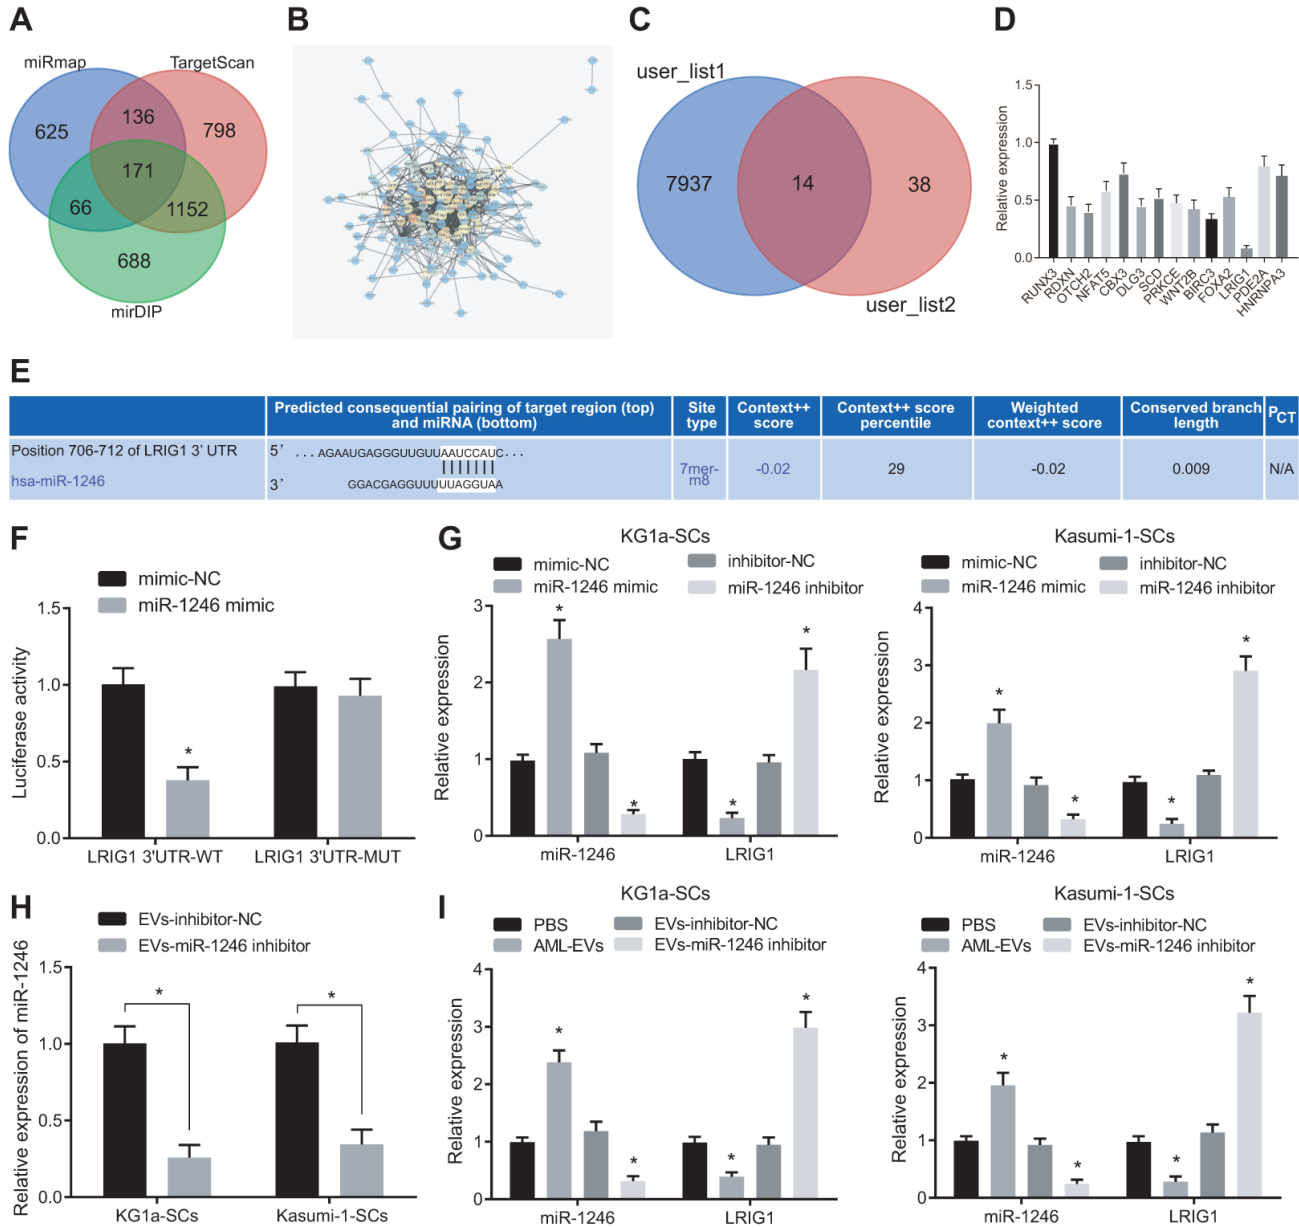 A
miRmap
TargetScan
625
136
798
171
66
1152
688
mirDIP
B
C
user_list1
7937
14
38
user_list2
D
Relative expression
1.5
1.0
0.5
0.0
RUNX3
RDXN
OTCH2
NFAT5
CBX3
DLG3
SCD
PRKCE
WNT2B
BIRC3
FOXA2
LRIG1
PDE2A
HNRNPA3
E
Predicted consequential pairing of target region (top)
and miRNA (bottom)
Site
type
Context++
score
Context++ score
percentile
Weighted
context++ score
Conserved branch
length
PCT
Position 706-712 of LRIG1 3' UTR
5' ...AGAAUGAGGGUUGUUAAUCCAUC...
hsa-miR-1246
3' GGACGAGGUUUUUAGGUAA
7mer-
m8
-0.02
29
-0.02
0.009
N/A
F
mimic-NC
miR-1246 mimic
Luciferase activity
1.5
1.0
0.5
0.0
*
LRIG1 3'UTR-WT
LRIG1 3'UTR-MUT
G
KG1a-SCs
mimic-NC
inhibitor-NC
miR-1246 mimic
miR-1246 inhibitor
Relative expression
3
2
1
0
*
*
*
*
miR-1246
LRIG1
Kasumi-1-SCs
mimic-NC
inhibitor-NC
miR-1246 mimic
miR-1246 inhibitor
Relative expression
4
3
2
1
0
*
*
*
*
miR-1246
LRIG1
H
EVs-inhibitor-NC
EVs-miR-1246 inhibitor
Relative expression of miR-1246
1.5
1.0
0.5
0.0
*
*
KG1a-SCs
Kasumi-1-SCs
I
KG1a-SCs
PBS
EVs-inhibitor-NC
AML-EVs
EVs-miR-1246 inhibitor
Relative expression
4
3
2
1
0
*
*
*
*
miR-1246
LRIG1
Kasumi-1-SCs
PBS
EVs-inhibitor-NC
AML-EVs
EVs-miR-1246 inhibitor
Relative expression
4
3
2
1
0
*
*
*
*
miR-1246
LRIG1